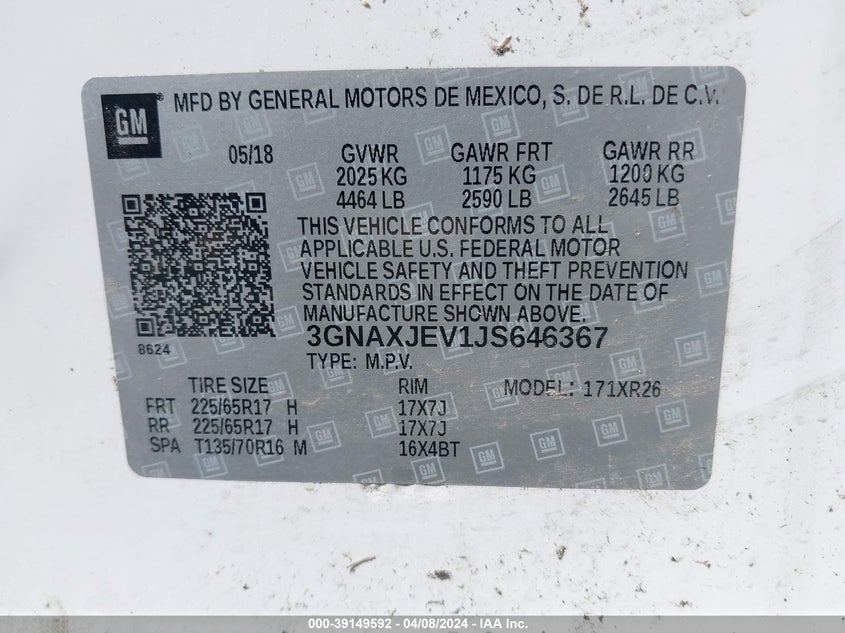 GM
MFD BY GENERAL MOTORS DE MEXICO, S. DE R.L. DE C.V.
05/18 GVWR GAWR FRT GAWR RR
2025 KG 1175 KG 1200 KG
4464 LB 2590 LB 2645 LB
THIS VEHICLE CONFORMS TO ALL
APPLICABLE U.S. FEDERAL MOTOR
VEHICLE SAFETY AND THEFT PREVENTION
STANDARDS IN EFFECT ON THE DATE OF
MANUFACTURE SHOWN ABOVE.
3GNAXJEV1JS646367
8624
TYPE: M.P.V.
TIRE SIZE RIM MODEL: 171XR26
FRT 225/65R17 H 17X7J
RR 225/65R17 H 17X7J
SPA T135/70R16 M 16X4BT
000-39149592 - 04/08/2024 - IAA, Inc.